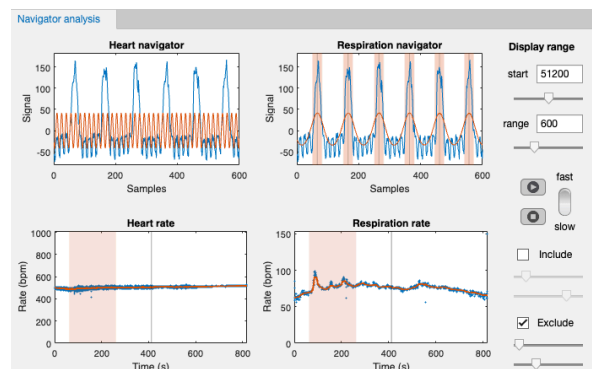 Navigator analysis
Heart navigator
Respiration navigator
Display range
start 51200
range 600
Signal
150
100
50
0
-50
0 200 400 600
Samples
Signal
150
100
50
0
-50
0 200 400 600
Samples
fast
slow
Heart rate
Respiration rate
Include
Exclude
Rate (bpm)
1000
800
600
400
200
0
0 200 400 600 800
Time (s)
Rate (bpm)
150
100
50
0
0 200 400 600 800
Time (s)